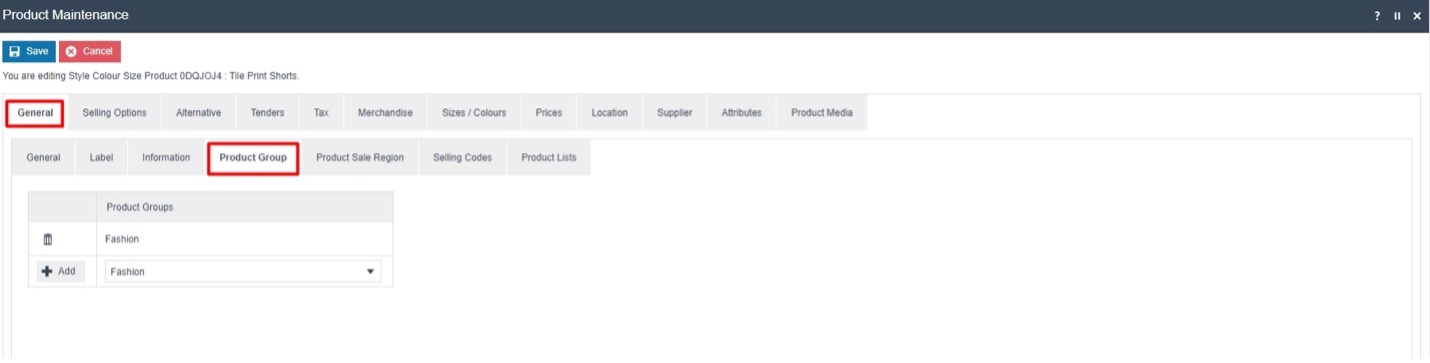 Product Maintenance ?
Save Cancel
You are editing Style Colour Size Product 0DQJOJ4 : Tile Print Shorts.
General Selling Options Alternative Tenders Tax Merchandise Sizes / Colours Prices Location Supplier Attributes Product Media
General Label Information Product Group Product Sale Region Selling Codes Product Lists
Product Groups
Fashion
Add Fashion